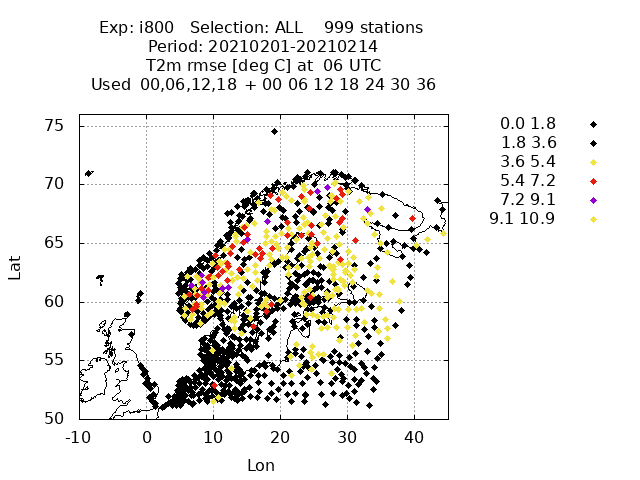 Exp: i800 Selection: ALL 999 stations
Period: 20210201-20210214
T2m rmse [deg C] at 06 UTC
Used 00,06,12,18 + 00 06 12 18 24 30 36
0.0 1.8
1.8 3.6
3.6 5.4
5.4 7.2
7.2 9.1
9.1 10.9
75
70
65
60
55
50
Lat
-10 0 10 20 30 40
Lon